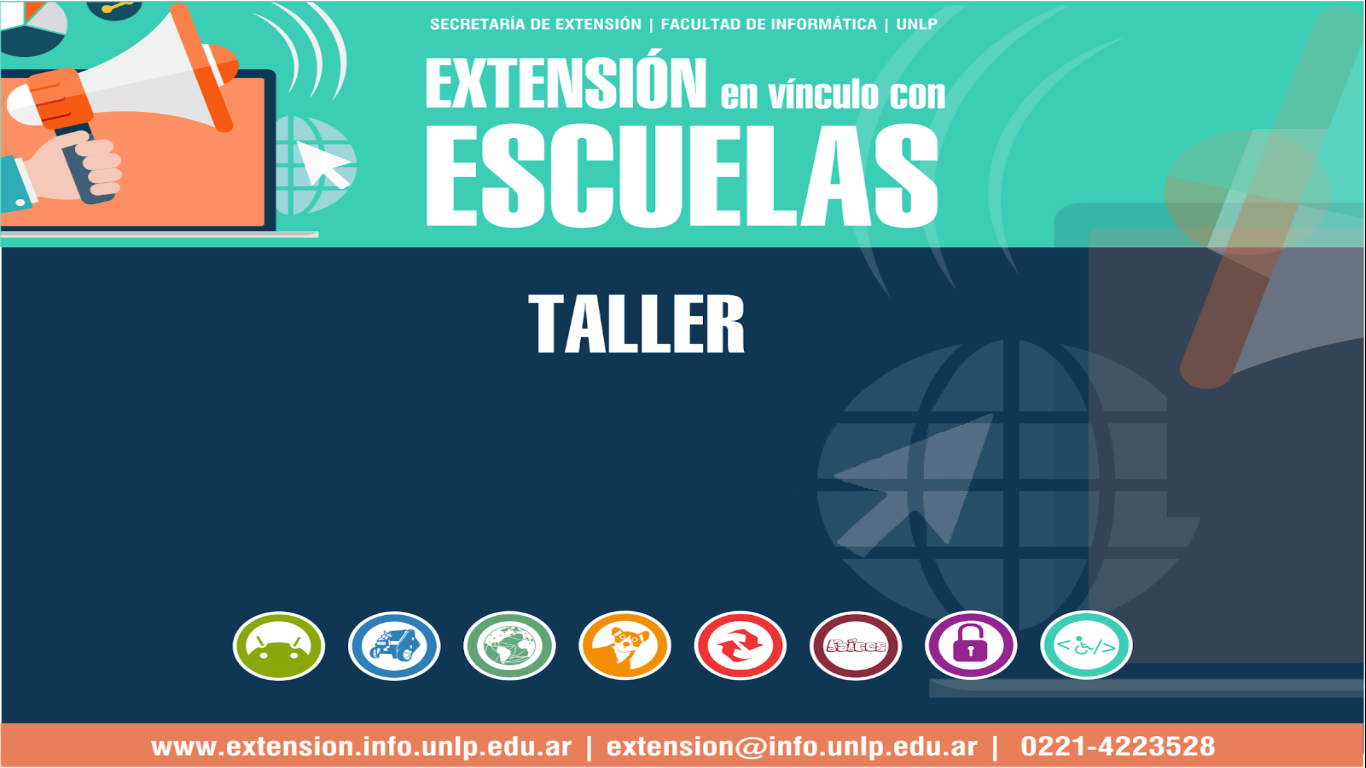 SECRETARÍA DE EXTENSIÓN | FACULTAD DE INFORMÁTICA | UNLP
EXTENSIÓN en vínculo con
ESCUELAS
TALLER
</>
www.extension.info.unlp.edu.ar | extension@info.unlp.edu.ar | 0221-4223528